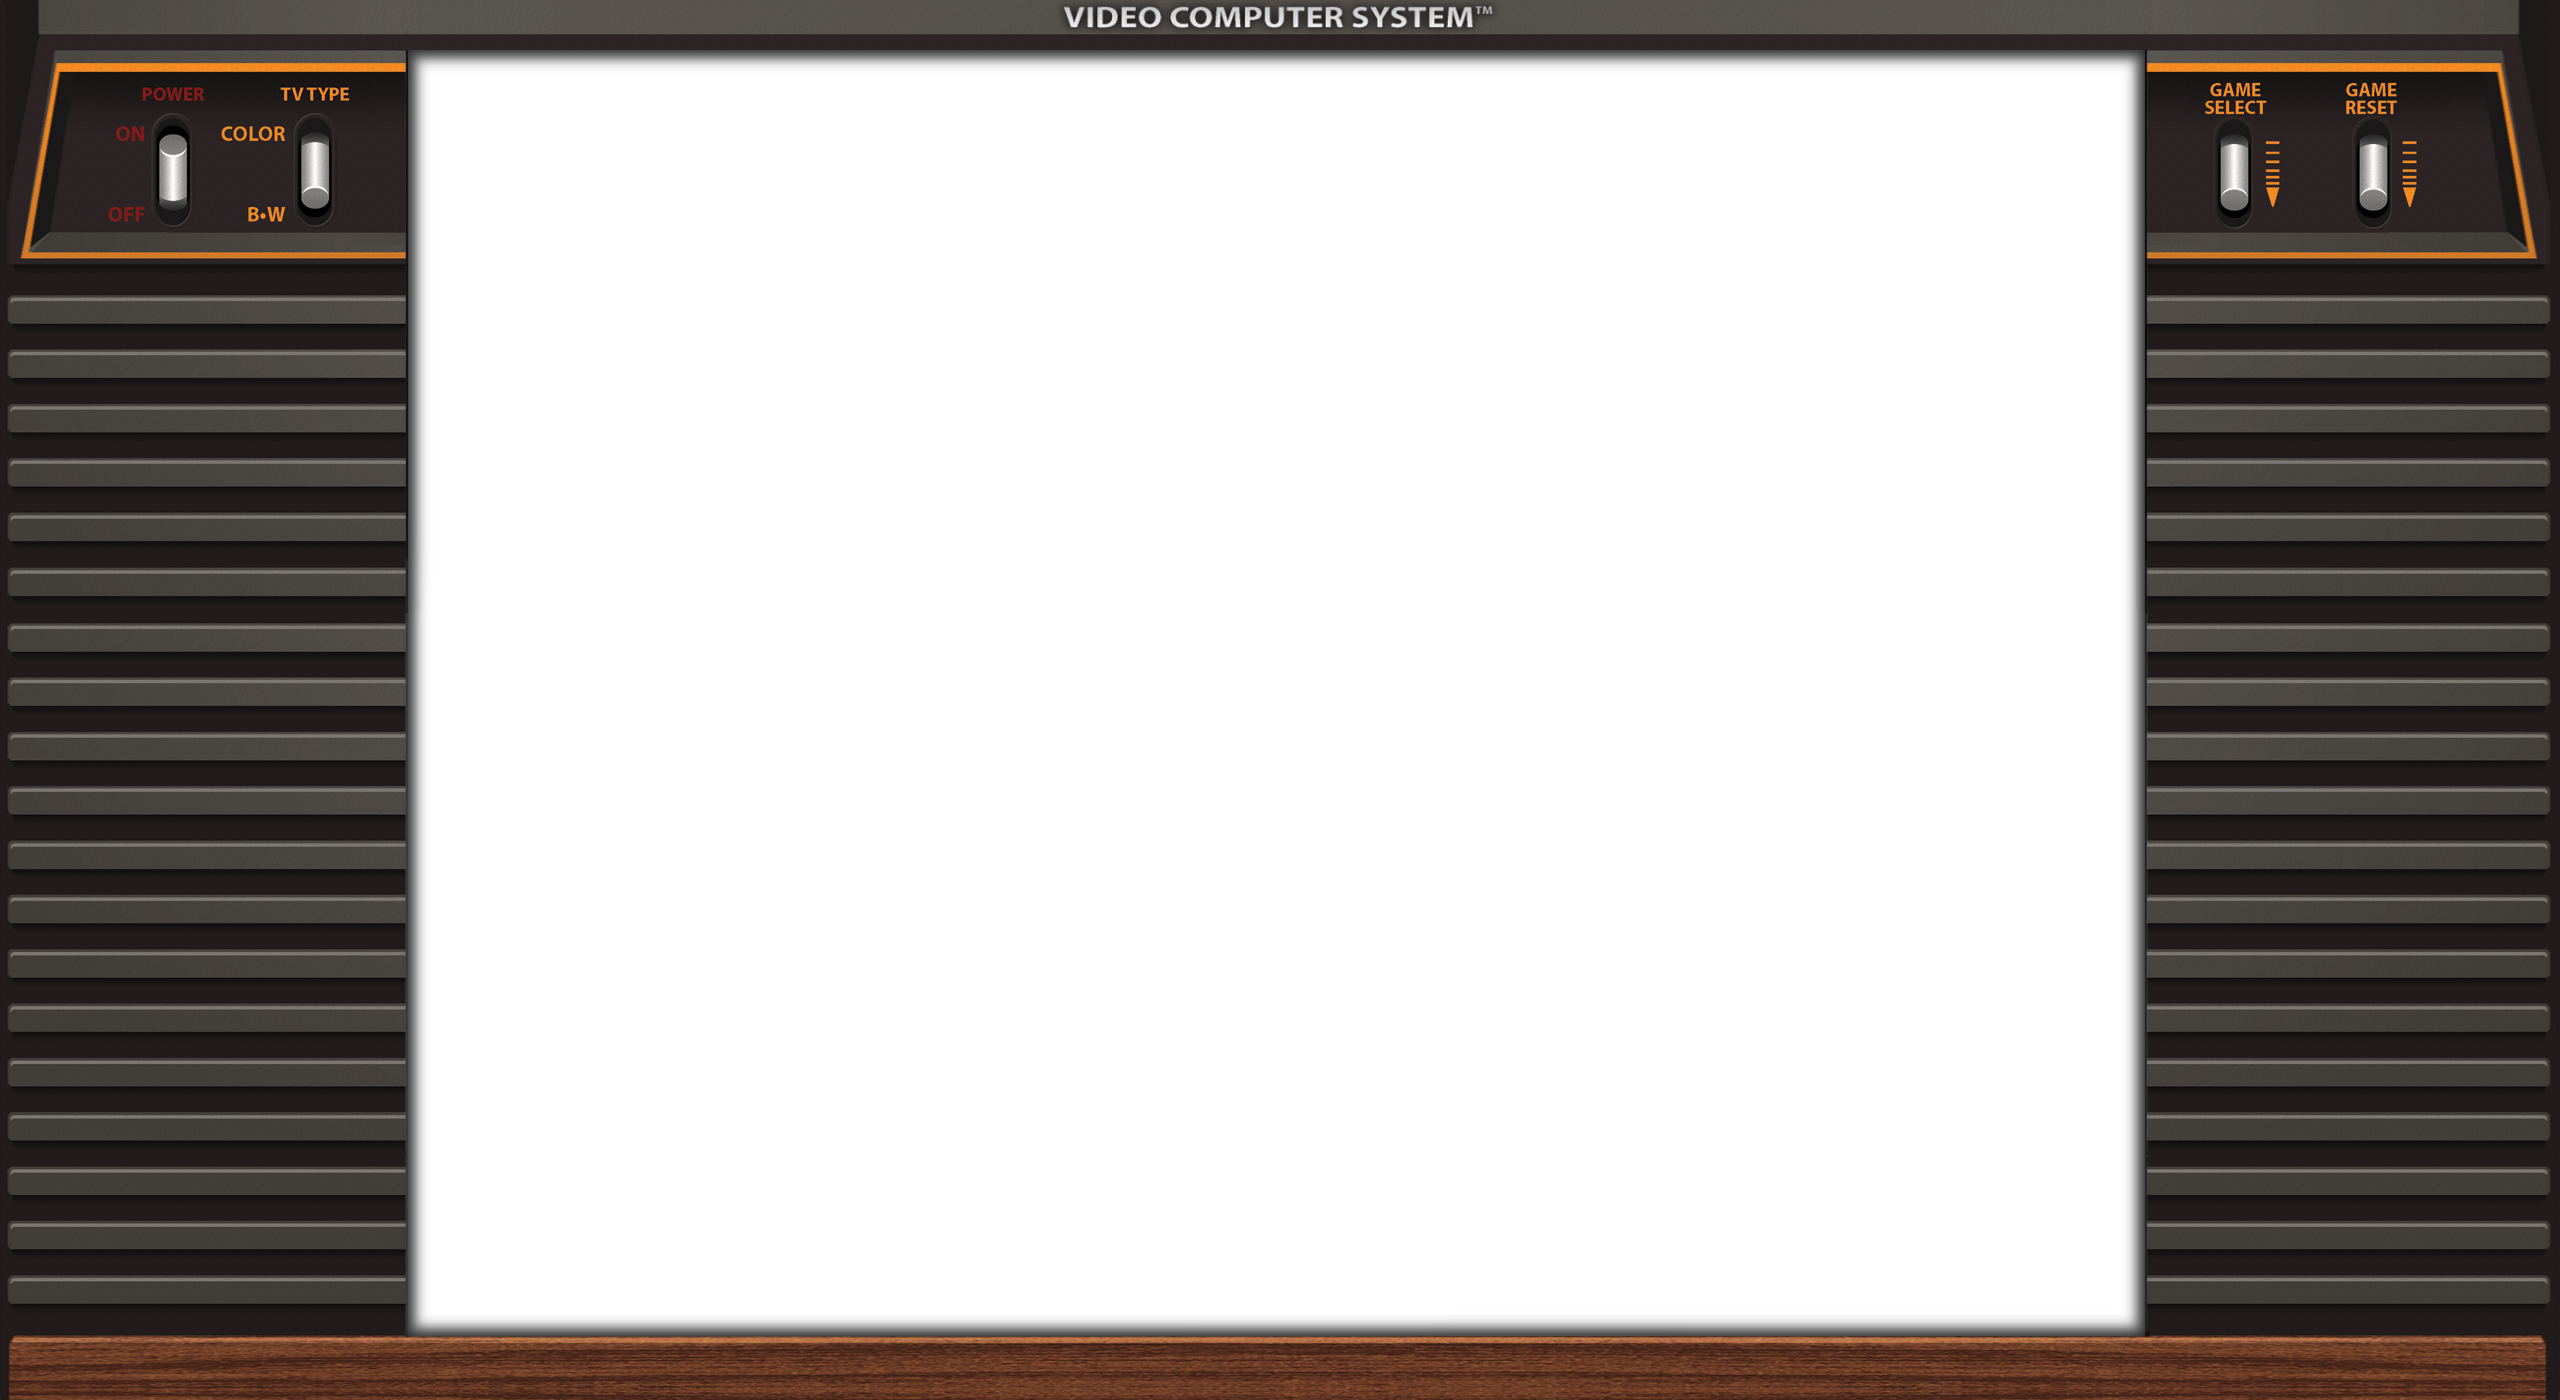 VIDEO COMPUTER SYSTEM™
POWER
ON
OFF
TV TYPE
COLOR
B•W
GAME
SELECT
GAME
RESET